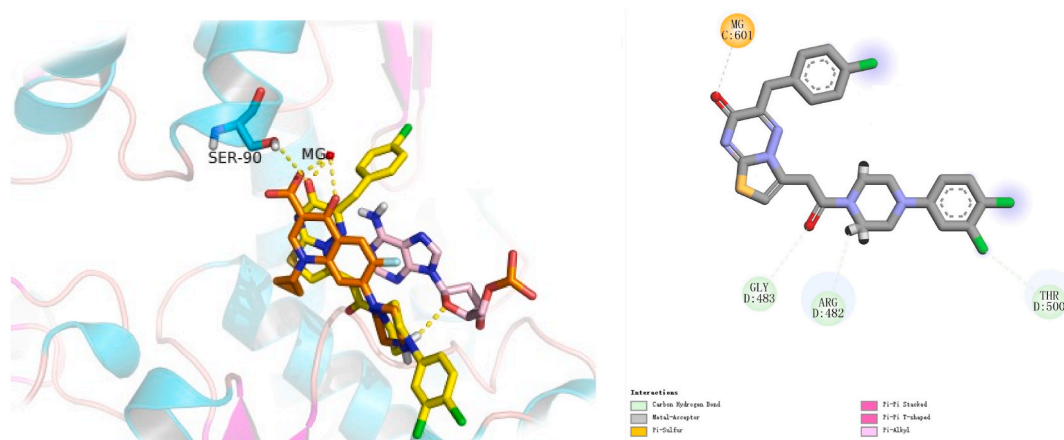 SER-90
MG
MG
C:601
GLY
D:483
ARG
D:482
THR
D:500
Interactions
Carbon Hydrogen Bond
Metal-Acceptor
Pi-Sulfur
Pi-Pi Stacked
Pi-Pi T-shaped
Pi-Alkyl